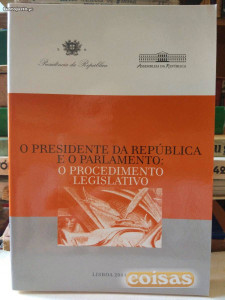 Presidência da República
ASSEMBLEIA DA REPÚBLICA
O PRESIDENTE DA REPÚBLICA
E O PARLAMENTO:
O PROCEDIMENTO
LEGISLATIVO
LISBOA
coisas